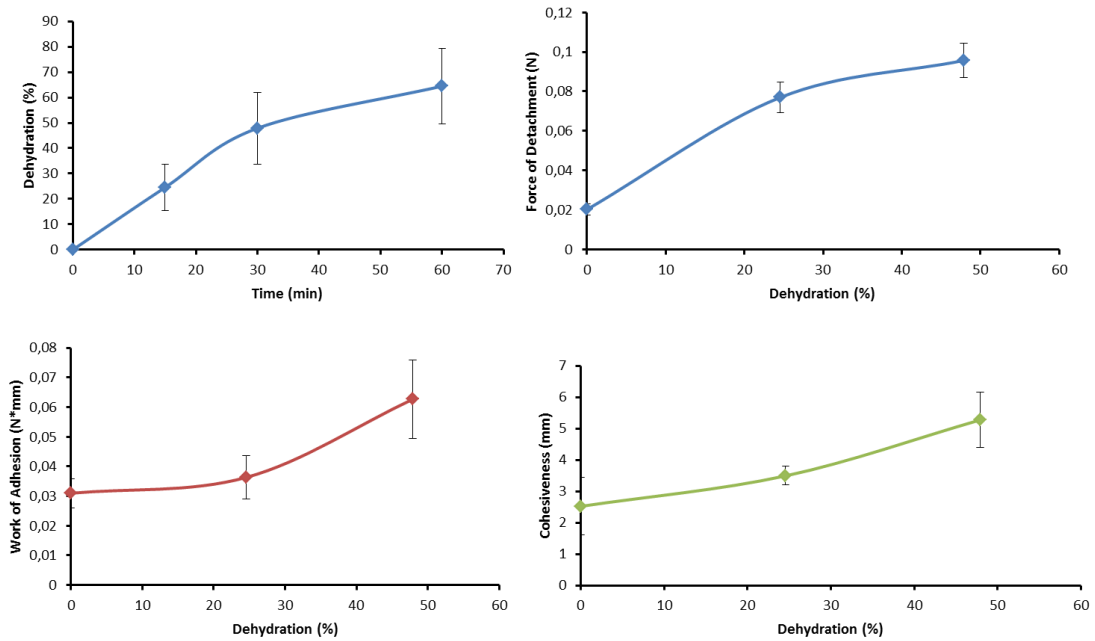 Dehydration (%)
90
80
70
60
50
40
30
20
10
0
0 10 20 30 40 50 60 70
Time (min)
Force of Detachment (N)
0,12
0,1
0,08
0,06
0,04
0,02
0
0 10 20 30 40 50 60
Dehydration (%)
Work of Adhesion (N*mm)
0,08
0,07
0,06
0,05
0,04
0,03
0,02
0,01
0
0 10 20 30 40 50 60
Dehydration (%)
Cohesiveness (mm)
7
6
5
4
3
2
1
0
0 10 20 30 40 50 60
Dehydration (%)